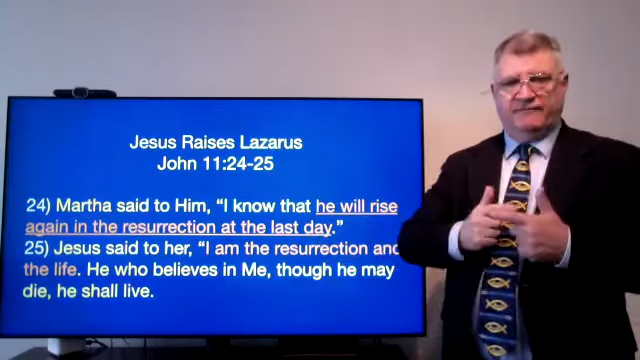 Jesus Raises Lazarus
John 11:24-25
24) Martha said to Him, “I know that he will rise
again in the resurrection at the last day.”
25) Jesus said to her, “I am the resurrection and
the life. He who believes in Me, though he may
die, he shall live.